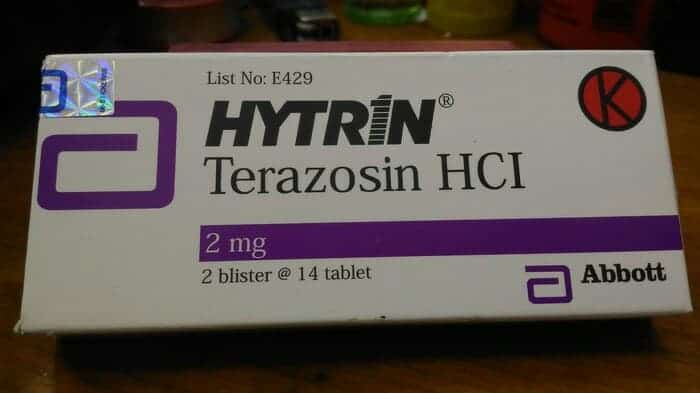 List No: E429
HYTRIN®
Terazosin HCl
2 mg
2 blister @ 14 tablet
Abbott
K